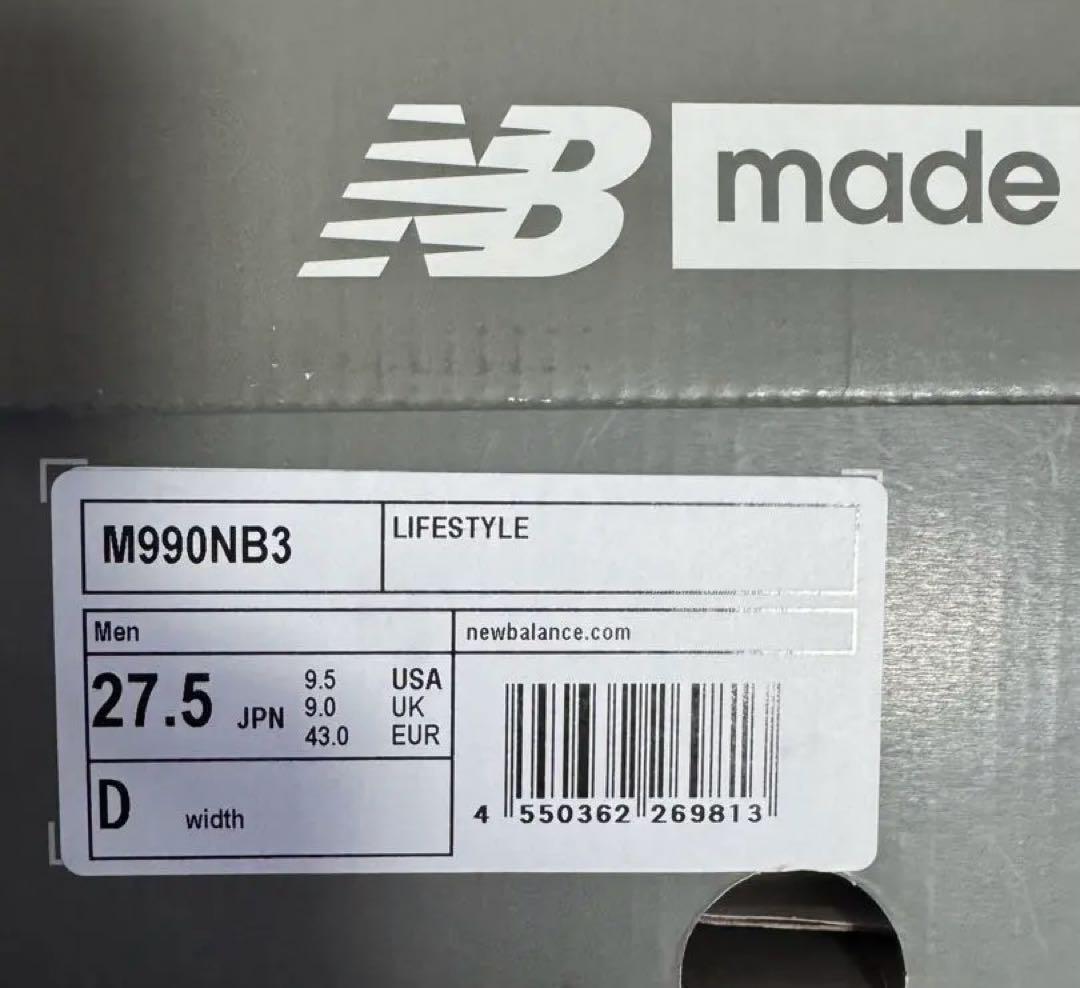 NB made
M990NB3 LIFESTYLE
Men newbalance.com
27.5 JPN 9.5 USA
9.0 UK
43.0 EUR
D width
4 550362 269813